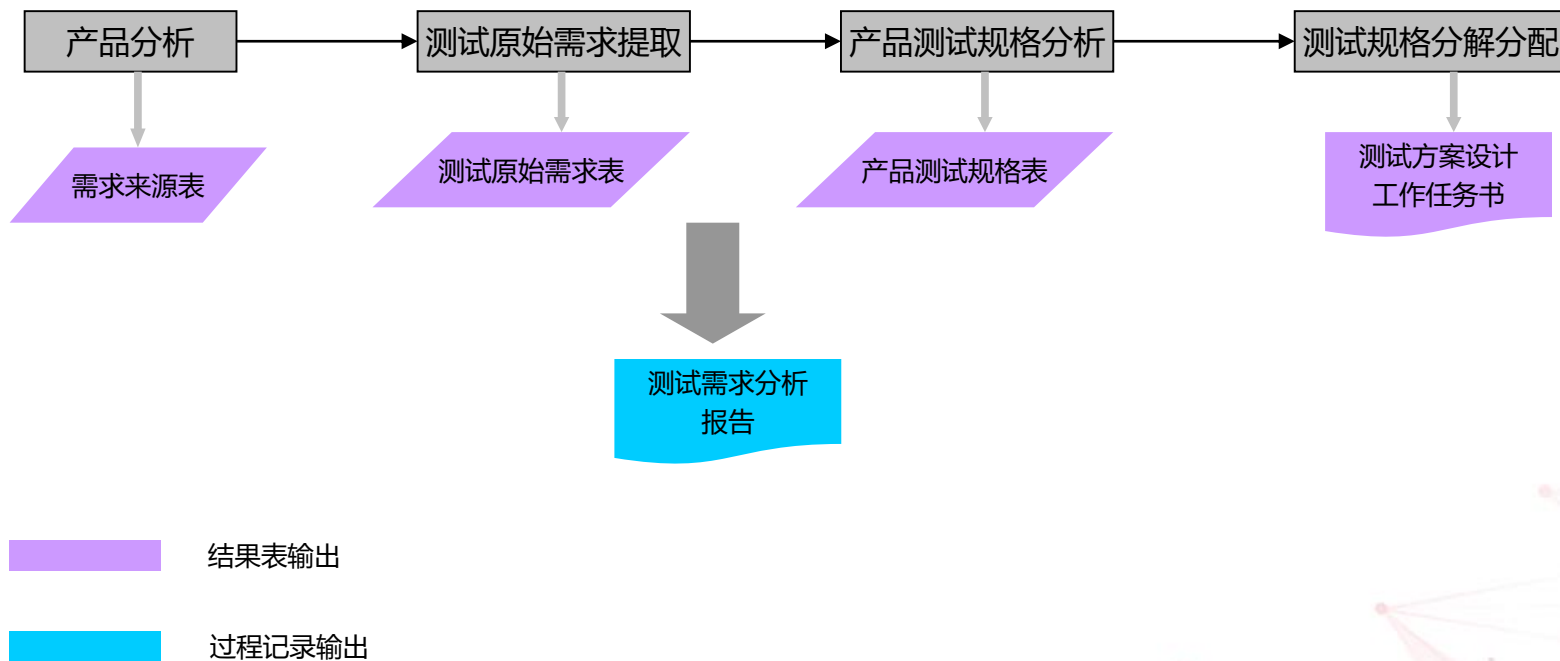 产品分析
测试原始需求提取
产品测试规格分析
测试规格分解分配
需求来源表
测试原始需求表
产品测试规格表
测试方案设计
工作任务书
测试需求分析
报告
结果表输出
过程记录输出